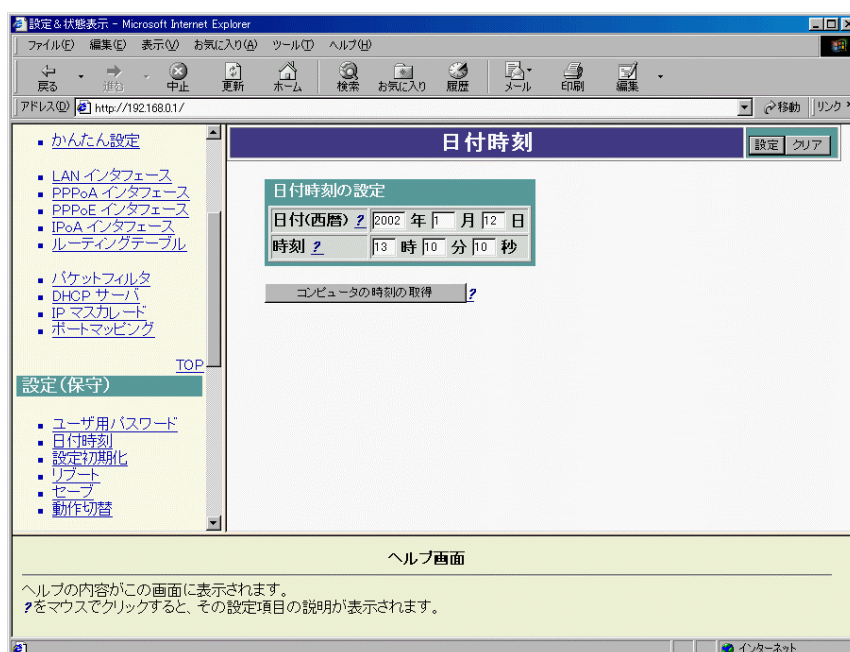 設定＆状態表示 - Microsoft Internet Explorer
ファイル(F) 編集(E) 表示(V) お気に入り(A) ツール(T) ヘルプ(H)
戻る 進む 中止 更新 ホーム 検索 お気に入り 履歴 メール 印刷 編集
アドレス(D) http://192.168.0.1/ 移動 リンク »
かんたん設定
LAN インタフェース
PPPoA インタフェース
PPPoE インタフェース
IPoA インタフェース
ルーティングテーブル
パケットフィルタ
DHCP サーバ
IP マスカレード
ポートマッピング
TOP
設定(保守)
ユーザ用パスワード
日付時刻
設定初期化
リブート
セーブ
動作切替
日付時刻
設定 クリア
日付時刻の設定
日付(西暦) ? 2002 年 1 月 12 日
時刻 ? 13 時 10 分 10 秒
コンピュータの時刻の取得 ?
ヘルプ画面
ヘルプの内容がこの画面に表示されます。
?をマウスでクリックすると、その設定項目の説明が表示されます。
インターネット